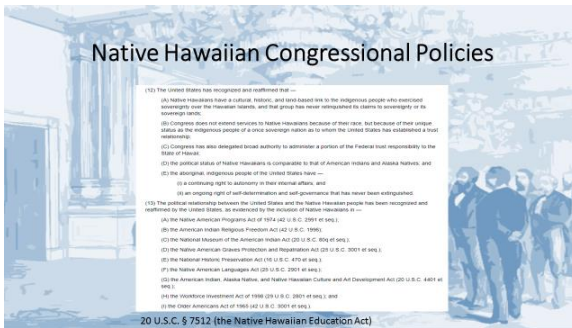 Native Hawaiian Congressional Policies
(12) The United States has recognized and reaffirmed that —
(A) Native Hawaiians have a cultural, historic, and land-based link to the indigenous people who exercised
sovereignty over the Hawaiian Islands, and that group has never relinquished its claims to sovereignty or its
sovereign lands;
(B) Congress does not extend services to Native Hawaiians because of their race, but because of their unique
status as the indigenous people of a once sovereign nation as to whom the United States has established a trust
relationship;
(C) Congress has also delegated broad authority to administer a portion of the Federal trust responsibility to the
State of Hawaii;
(D) the political status of Native Hawaiians is comparable to that of American Indians and Alaska Natives; and
(E) the aboriginal, indigenous people of the United States have —
(i) a continuing right to autonomy in their internal affairs; and
(ii) an ongoing right of self-determination and self-governance that has never been extinguished.
(13) The political relationship between the United States and the Native Hawaiian people has been recognized and
reaffirmed by the United States, as evidenced by the inclusion of Native Hawaiians in —
(A) the Native American Programs Act of 1974 (42 U.S.C. 2991 et seq.);
(B) the American Indian Religious Freedom Act (42 U.S.C. 1996);
(C) the National Museum of the American Indian Act (20 U.S.C. 80q et seq.);
(D) the Native American Graves Protection and Repatriation Act (25 U.S.C. 3001 et seq.);
(E) the National Historic Preservation Act (16 U.S.C. 470 et seq.);
(F) the Native American Languages Act (25 U.S.C. 2901 et seq.);
(G) the American Indian, Alaska Native, and Native Hawaiian Culture and Art Development Act (20 U.S.C. 4401 et
seq.);
(H) the Workforce Investment Act of 1998 (29 U.S.C. 2801 et seq.); and
(I) the Older Americans Act of 1965 (42 U.S.C. 3001 et seq.).
20 U.S.C. § 7512 (the Native Hawaiian Education Act)